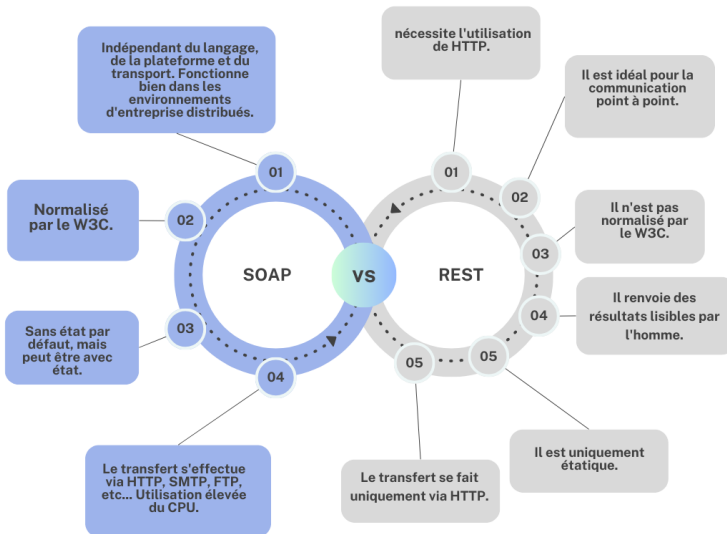 Indépendant du langage,
de la plateforme et du
transport. Fonctionne
bien dans les
environnements
d'entreprise distribués.
nécessite l'utilisation
de HTTP.
Il est idéal pour la
communication
point à point.
01
01
02
Normalisé
par le W3C.
02
Il n'est pas
normalisé par
le W3C.
03
SOAP
VS
REST
Sans état par
défaut, mais
peut être avec
état.
03
04
Il renvoie des
résultats lisibles par
l'homme.
04
05
05
Le transfert s'effectue
via HTTP, SMTP, FTP,
etc... Utilisation élevée
du CPU.
Le transfert se fait
uniquement via HTTP.
Il est uniquement
étatique.